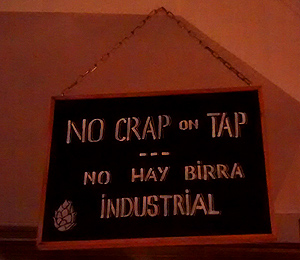 NO CRAP ON TAP
---
NO HAY BIRRA
INDUSTRIAL